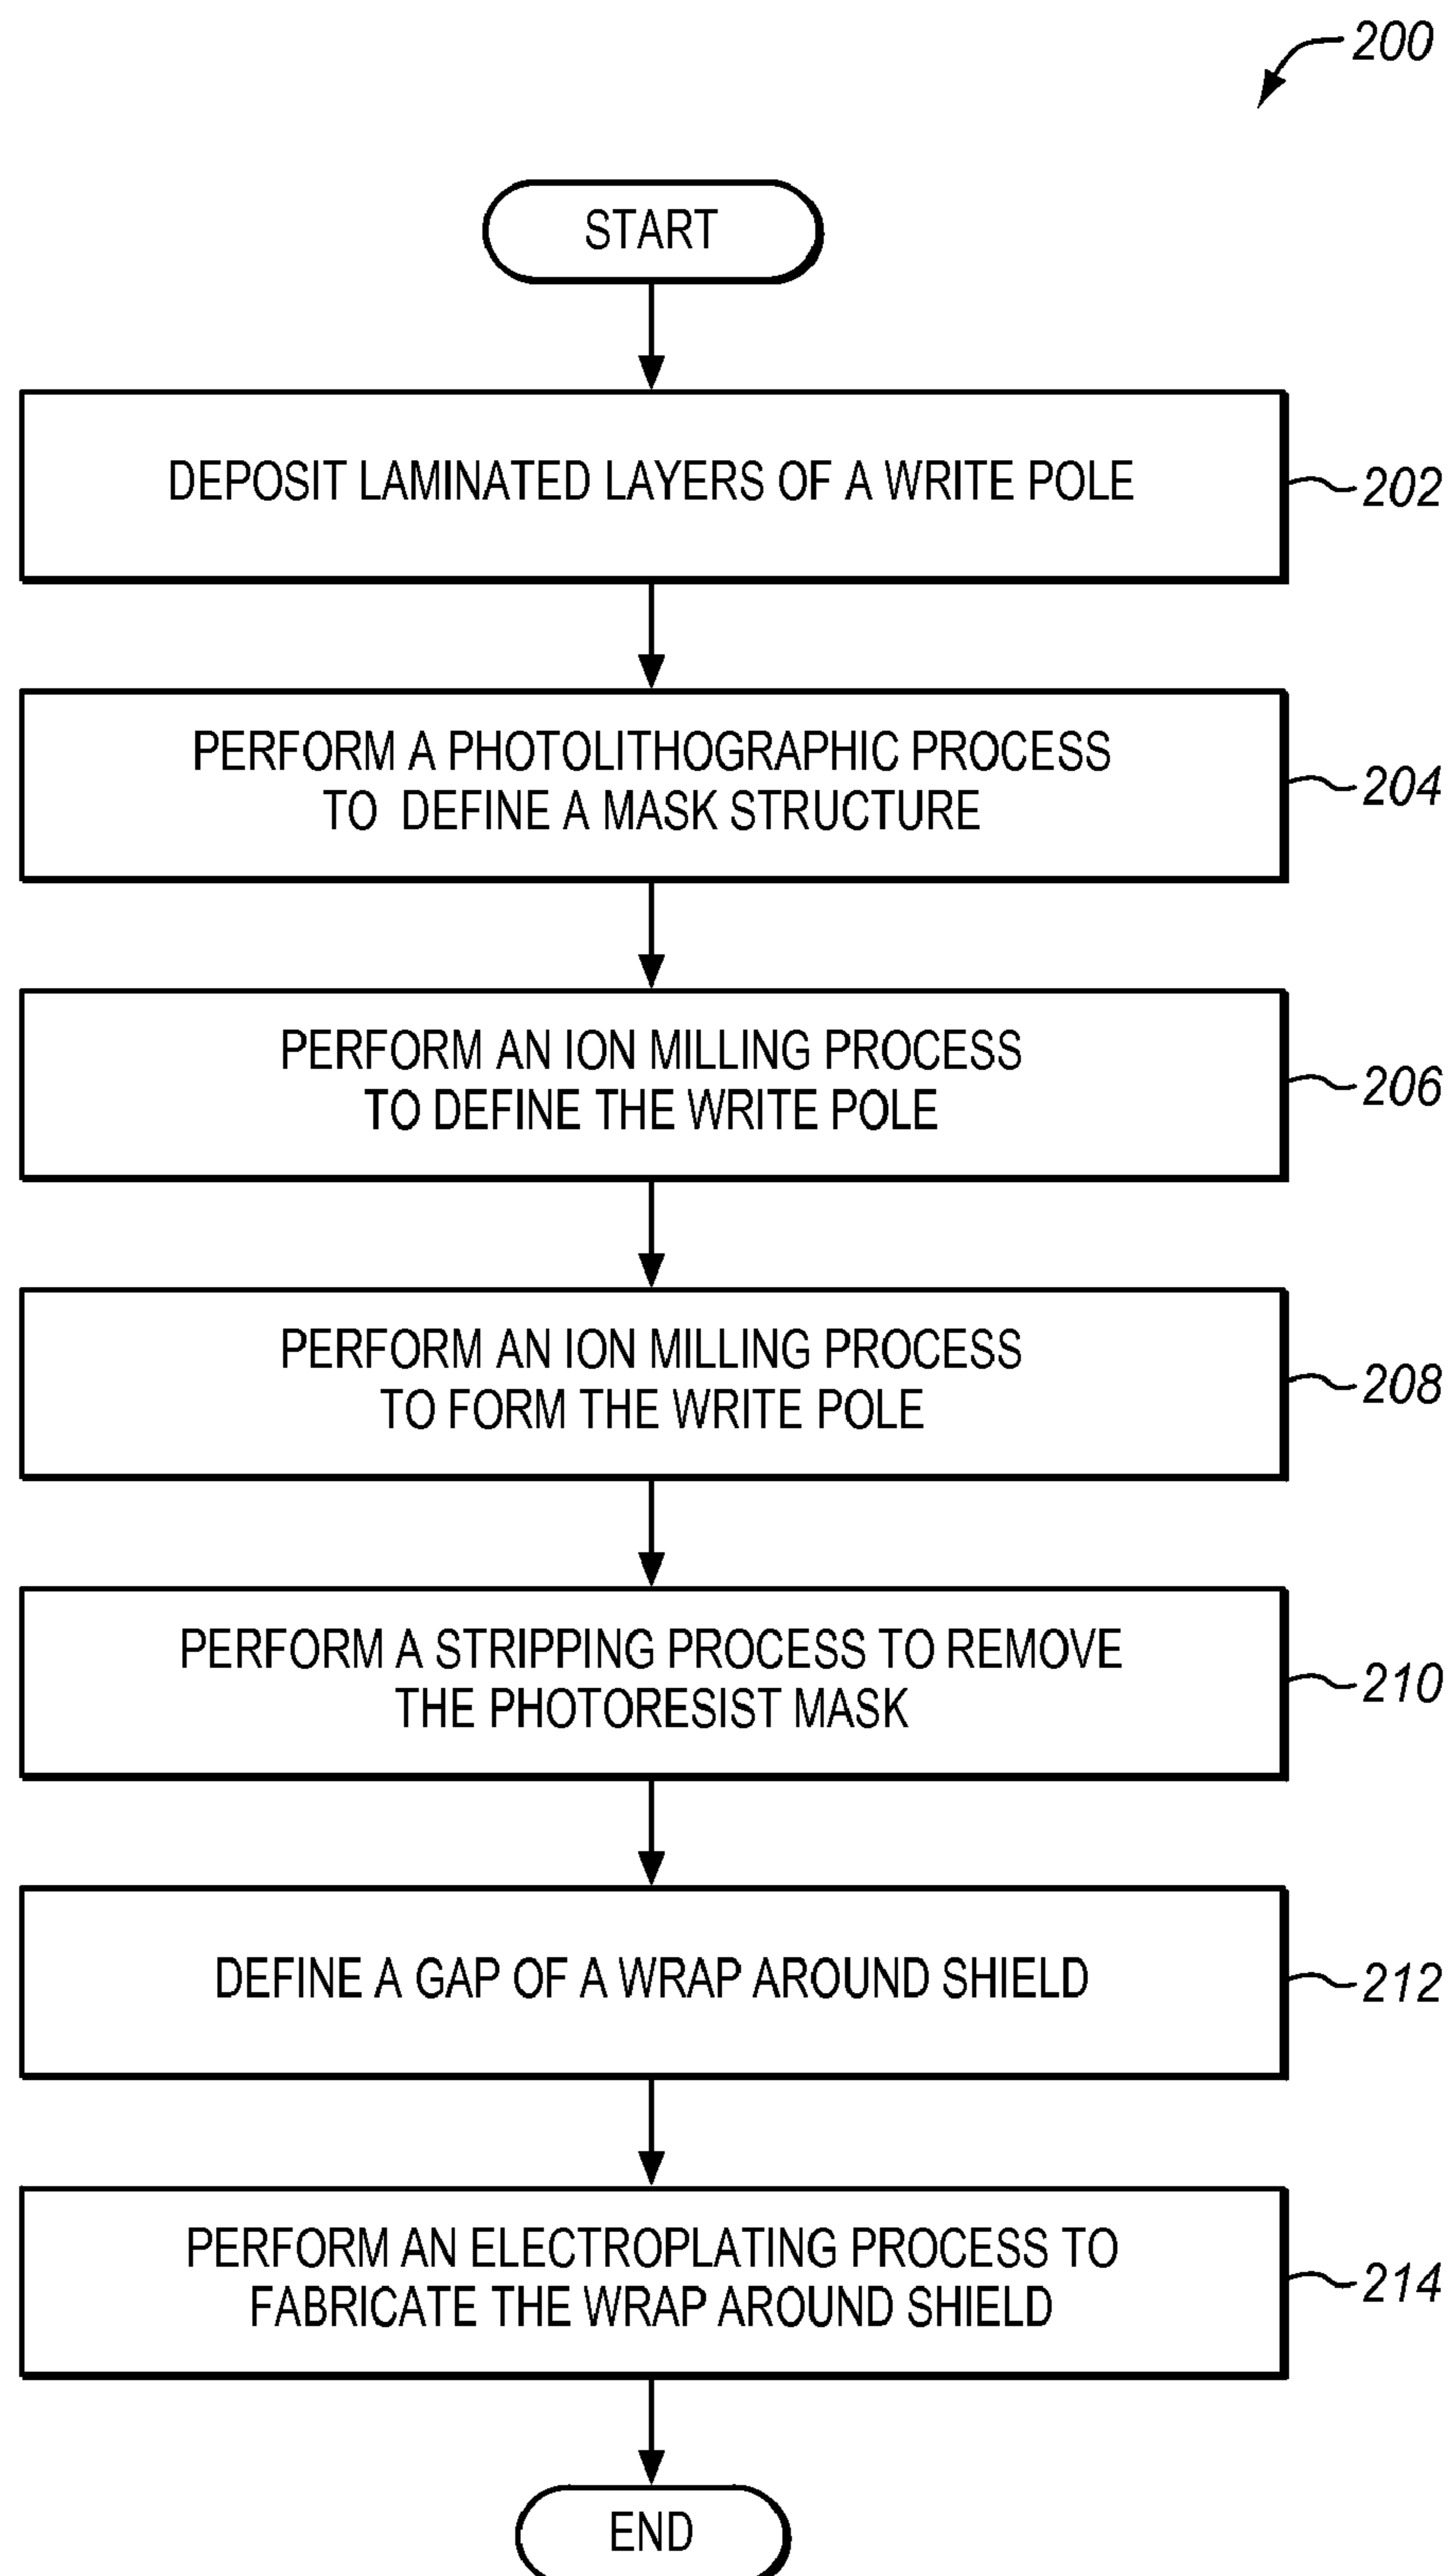 200
START
DEPOSIT LAMINATED LAYERS OF A WRITE POLE
202
PERFORM A PHOTOLITHOGRAPHIC PROCESS
TO DEFINE A MASK STRUCTURE
204
PERFORM AN ION MILLING PROCESS
TO DEFINE THE WRITE POLE
206
PERFORM AN ION MILLING PROCESS
TO FORM THE WRITE POLE
208
PERFORM A STRIPPING PROCESS TO REMOVE
THE PHOTORESIST MASK
210
DEFINE A GAP OF A WRAP AROUND SHIELD
212
PERFORM AN ELECTROPLATING PROCESS TO
FABRICATE THE WRAP AROUND SHIELD
214
END